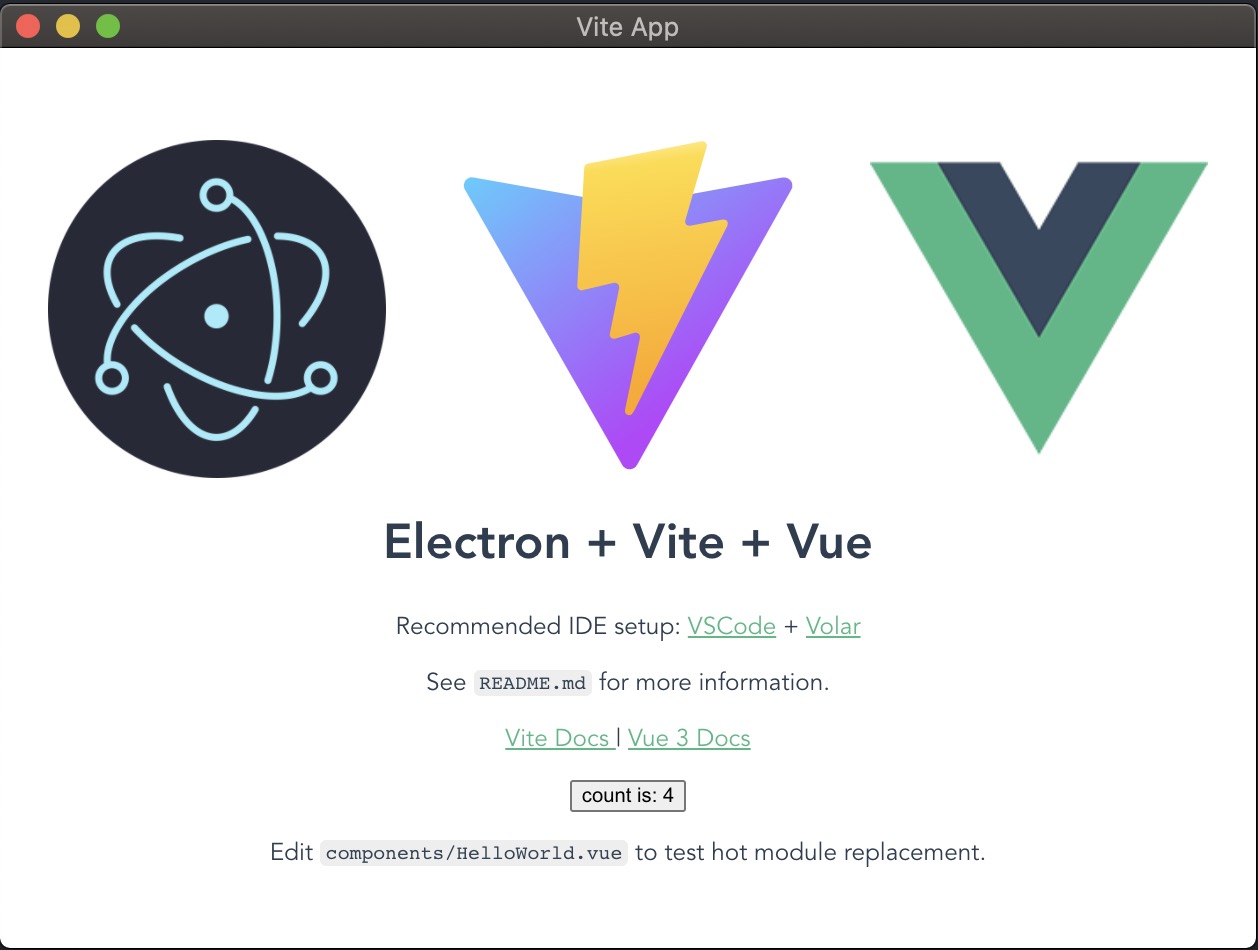 Vite App
Electron + Vite + Vue
Recommended IDE setup: VSCode + Volar
See README.md for more information.
Vite Docs | Vue 3 Docs
count is: 4
Edit components/HelloWorld.vue to test hot module replacement.